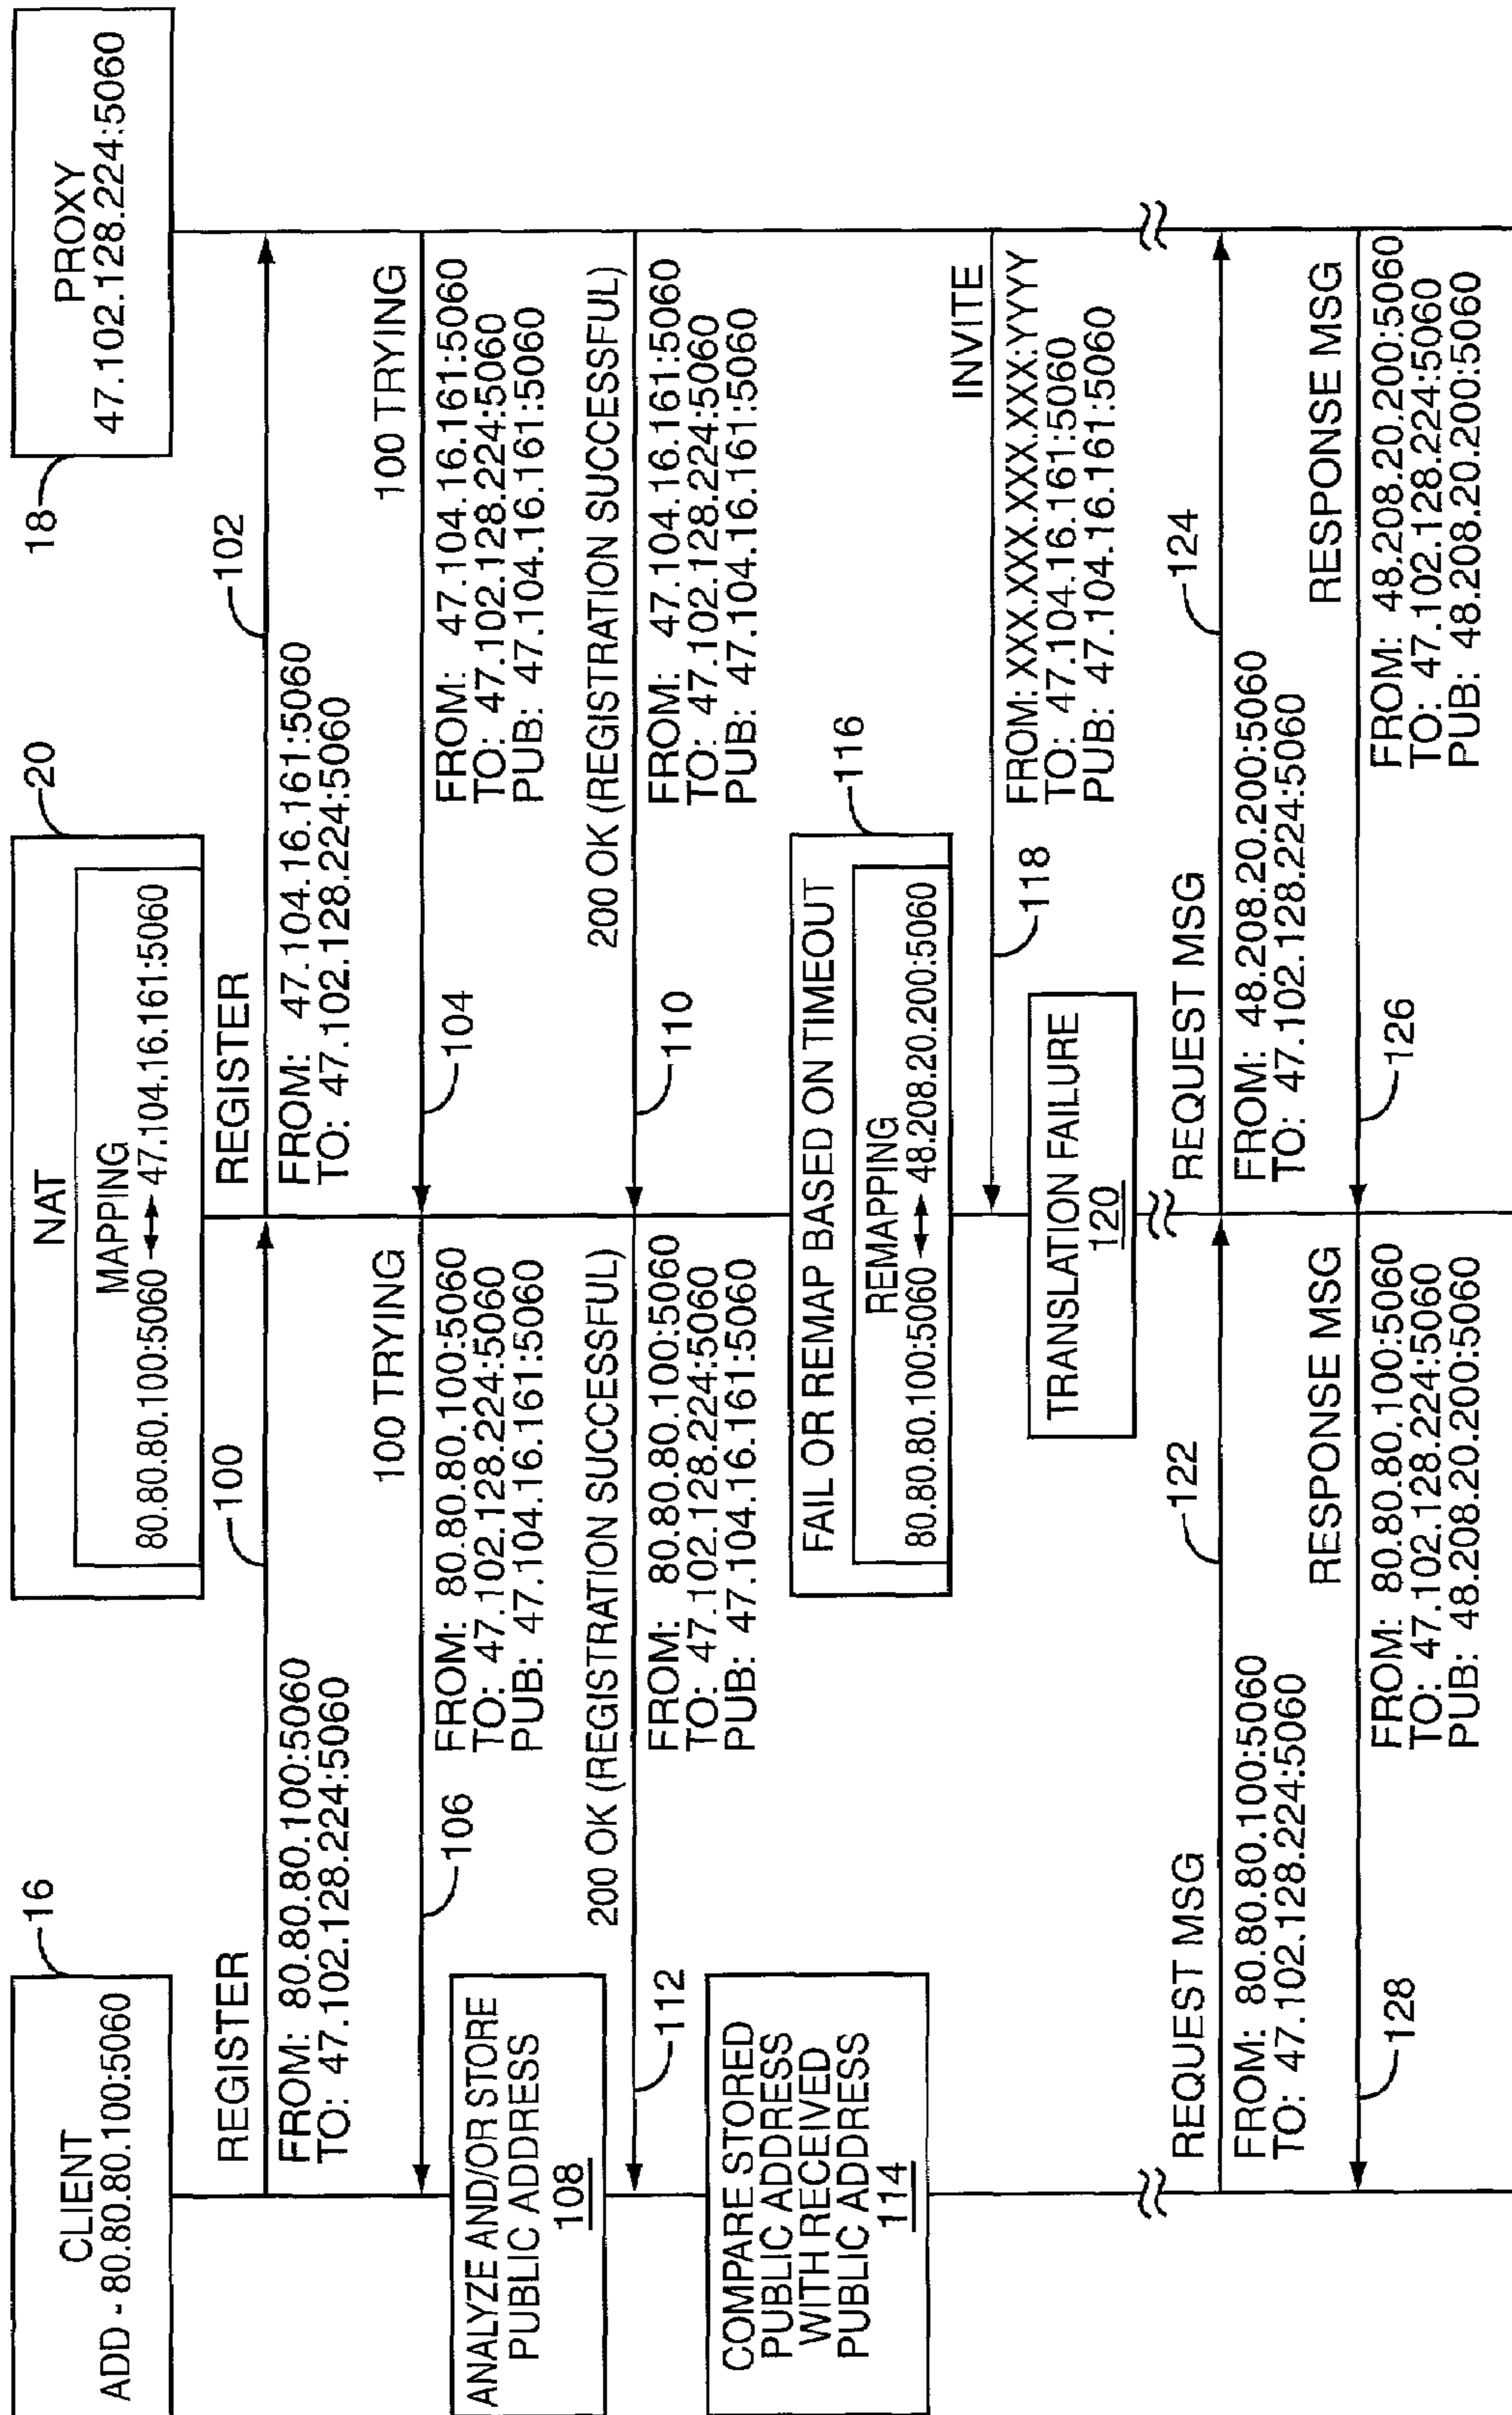 CLIENT
ADD - 80.80.80.100:5060
16
NAT
MAPPING
80.80.80.100:5060 ↔ 47.104.16.161:5060
20
PROXY
47.102.128.224:5060
18
REGISTER
100
FROM: 80.80.80.100:5060
TO: 47.102.128.224:5060
REGISTER
102
FROM: 47.104.16.161:5060
TO: 47.102.128.224:5060
100 TRYING
104
FROM: 47.104.16.161:5060
TO: 47.102.128.224:5060
PUB: 47.104.16.161:5060
100 TRYING
106
FROM: 80.80.80.100:5060
TO: 47.102.128.224:5060
PUB: 47.104.16.161:5060
ANALYZE AND/OR STORE
PUBLIC ADDRESS
108
200 OK (REGISTRATION SUCCESSFUL)
110
FROM: 47.104.16.161:5060
TO: 47.102.128.224:5060
PUB: 47.104.16.161:5060
200 OK (REGISTRATION SUCCESSFUL)
112
FROM: 80.80.80.100:5060
TO: 47.102.128.224:5060
PUB: 47.104.16.161:5060
COMPARE STORED
PUBLIC ADDRESS
WITH RECEIVED
PUBLIC ADDRESS
114
FAIL OR REMAP BASED ON TIMEOUT
REMAPPING
80.80.80.100:5060 ↔ 48.208.20.200:5060
116
INVITE
118
FROM: XXX.XXX.XXX.XXX:YYYY
TO: 47.104.16.161:5060
PUB: 47.104.16.161:5060
TRANSLATION FAILURE
120
REQUEST MSG
122
FROM: 80.80.80.100:5060
TO: 47.102.128.224:5060
REQUEST MSG
124
FROM: 48.208.20.200:5060
TO: 47.102.128.224:5060
RESPONSE MSG
126
FROM: 48.208.20.200:5060
TO: 47.102.128.224:5060
PUB: 48.208.20.200:5060
RESPONSE MSG
128
FROM: 80.80.80.100:5060
TO: 47.102.128.224:5060
PUB: 48.208.20.200:5060